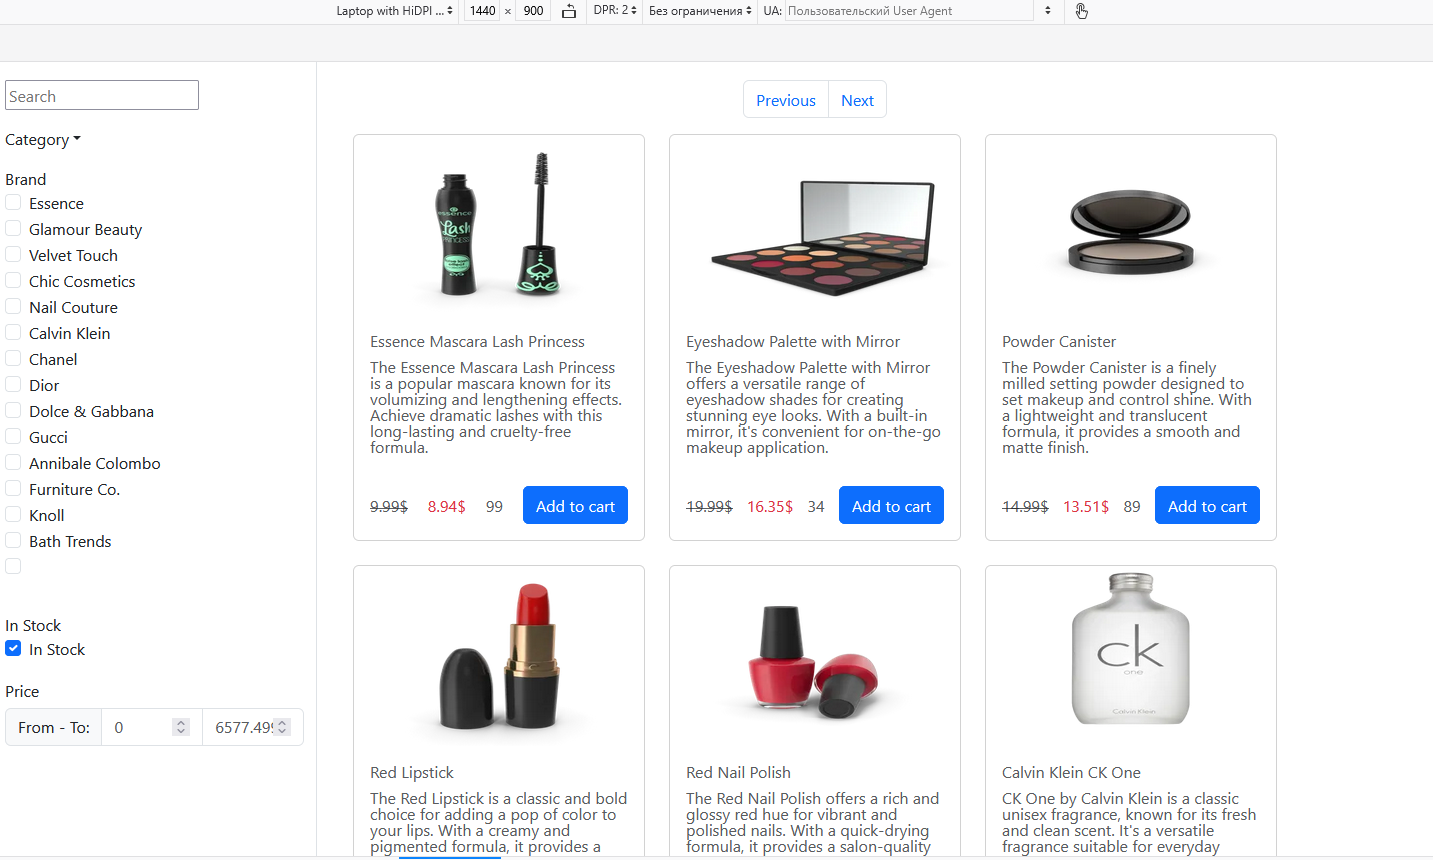 Laptop with HiDPI ... 1440 × 900 DPR: 2 Без ограничения UA: Пользовательский User Agent
Search
Category
Brand
Essence
Glamour Beauty
Velvet Touch
Chic Cosmetics
Nail Couture
Calvin Klein
Chanel
Dior
Dolce & Gabbana
Gucci
Annibale Colombo
Furniture Co.
Knoll
Bath Trends
In Stock
In Stock
Price
From - To: 0 6577.499
Previous Next
essence
Lash
PRINCESS
Essence Mascara Lash Princess
The Essence Mascara Lash Princess
is a popular mascara known for its
volumizing and lengthening effects.
Achieve dramatic lashes with this
long-lasting and cruelty-free
formula.
9.99$ 8.94$ 99 Add to cart
Eyeshadow Palette with Mirror
The Eyeshadow Palette with Mirror
offers a versatile range of
eyeshadow shades for creating
stunning eye looks. With a built-in
mirror, it's convenient for on-the-go
makeup application.
19.99$ 16.35$ 34 Add to cart
Powder Canister
The Powder Canister is a finely
milled setting powder designed to
set makeup and control shine. With
a lightweight and translucent
formula, it provides a smooth and
matte finish.
14.99$ 13.51$ 89 Add to cart
Red Lipstick
The Red Lipstick is a classic and bold
choice for adding a pop of color to
your lips. With a creamy and
pigmented formula, it provides a
Red Nail Polish
The Red Nail Polish offers a rich and
glossy red hue for vibrant and
polished nails. With a quick-drying
formula, it provides a salon-quality
ck
one
Calvin Klein
Calvin Klein CK One
CK One by Calvin Klein is a classic
unisex fragrance, known for its fresh
and clean scent. It's a versatile
fragrance suitable for everyday